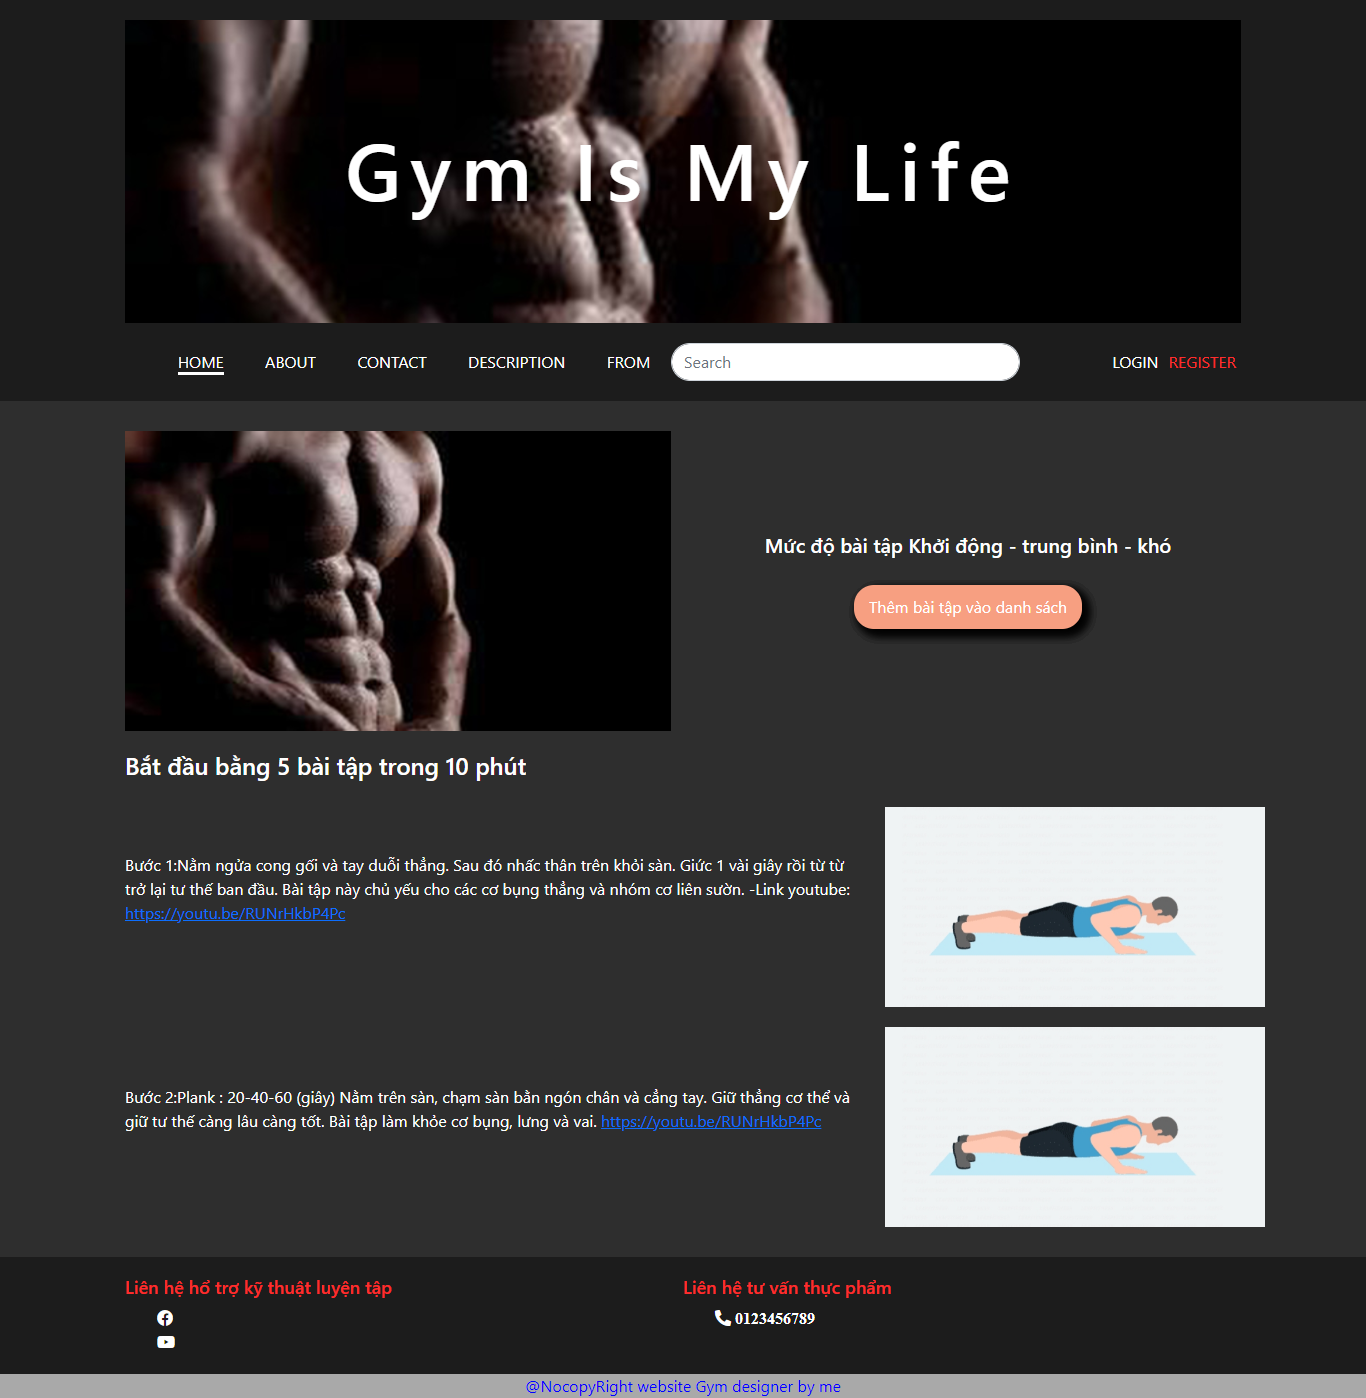 Gym Is My Life
HOME ABOUT CONTACT DESCRIPTION FROM Search LOGIN REGISTER
Mức độ bài tập Khởi động - trung bình - khó
Thêm bài tập vào danh sách
Bắt đầu bằng 5 bài tập trong 10 phút
Bước 1:Nằm ngửa cong gối và tay duỗi thẳng. Sau đó nhấc thân trên khỏi sàn. Giức 1 vài giây rồi từ từ
trở lại tư thế ban đầu. Bài tập này chủ yếu cho các cơ bụng thẳng và nhóm cơ liên sườn. -Link youtube:
https://youtu.be/RUNrHkbP4Pc
Bước 2:Plank : 20-40-60 (giây) Nằm trên sàn, chạm sàn bằn ngón chân và cẳng tay. Giữ thẳng cơ thể và
giữ tư thế càng lâu càng tốt. Bài tập làm khỏe cơ bụng, lưng và vai. https://youtu.be/RUNrHkbP4Pc
Liên hệ hổ trợ kỹ thuật luyện tập
Liên hệ tư vấn thực phẩm
0123456789
@NocopyRight website Gym designer by me